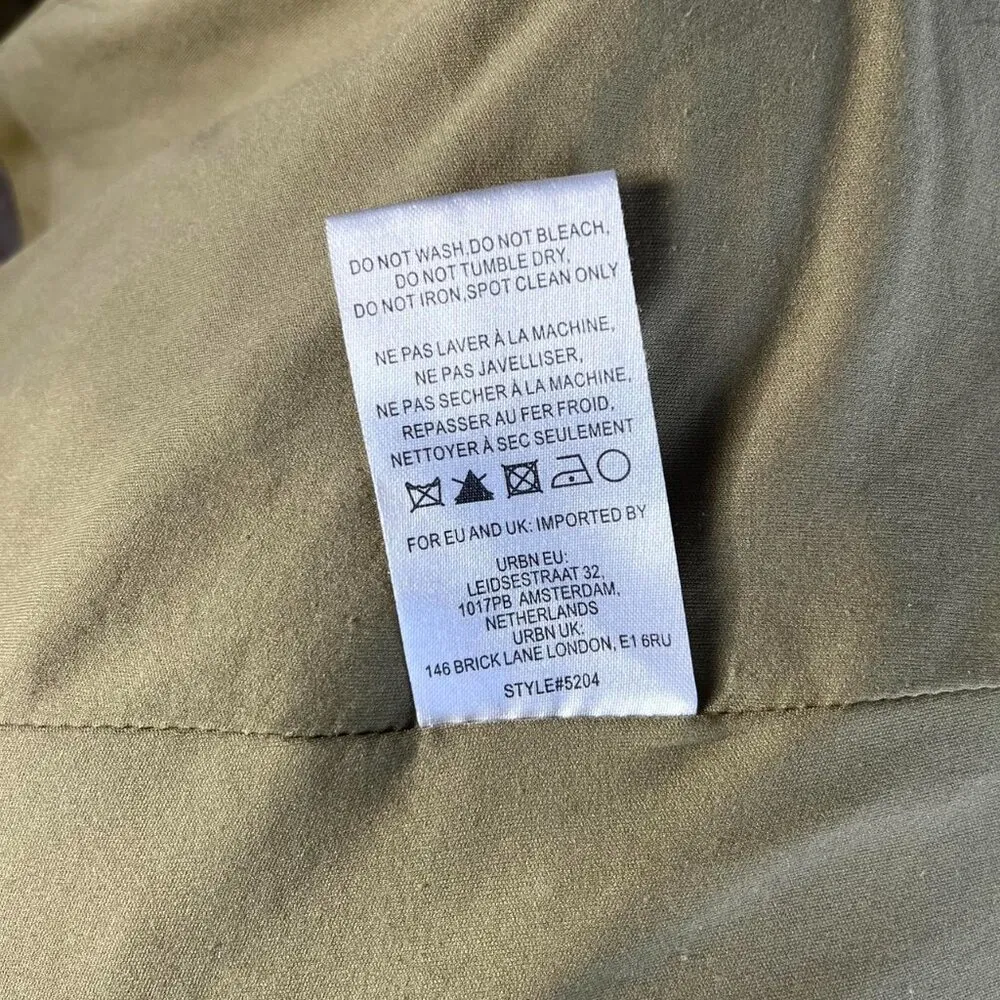 DO NOT WASH.DO NOT BLEACH,
DO NOT TUMBLE DRY,
DO NOT IRON,SPOT CLEAN ONLY
NE PAS LAVER À LA MACHINE,
NE PAS JAVELLISER,
NE PAS SECHER À LA MACHINE,
REPASSER AU FER FROID,
NETTOYER À SEC SEULEMENT
FOR EU AND UK: IMPORTED BY
URBN EU:
LEIDSESTRAAT 32,
1017PB AMSTERDAM,
NETHERLANDS
URBN UK:
146 BRICK LANE LONDON, E1 6RU
STYLE#5204